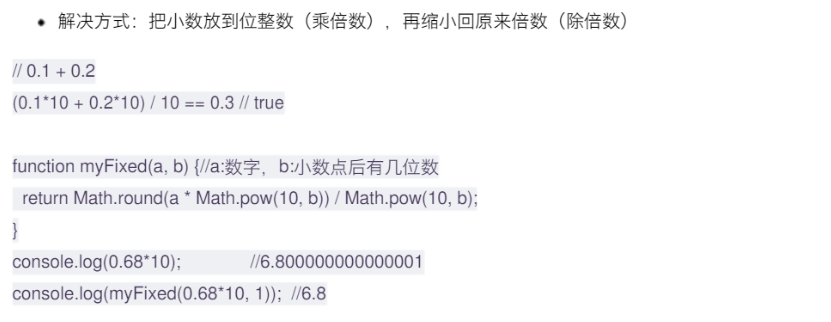 • 解决方式：把小数放到位整数（乘倍数），再缩小回原来倍数（除倍数）
// 0.1 + 0.2
(0.1*10 + 0.2*10) / 10 == 0.3 // true
function myFixed(a, b) {//a:数字，b:小数点后有几位数
return Math.round(a * Math.pow(10, b)) / Math.pow(10, b);
}
console.log(0.68*10); //6.800000000000001
console.log(myFixed(0.68*10, 1)); //6.8